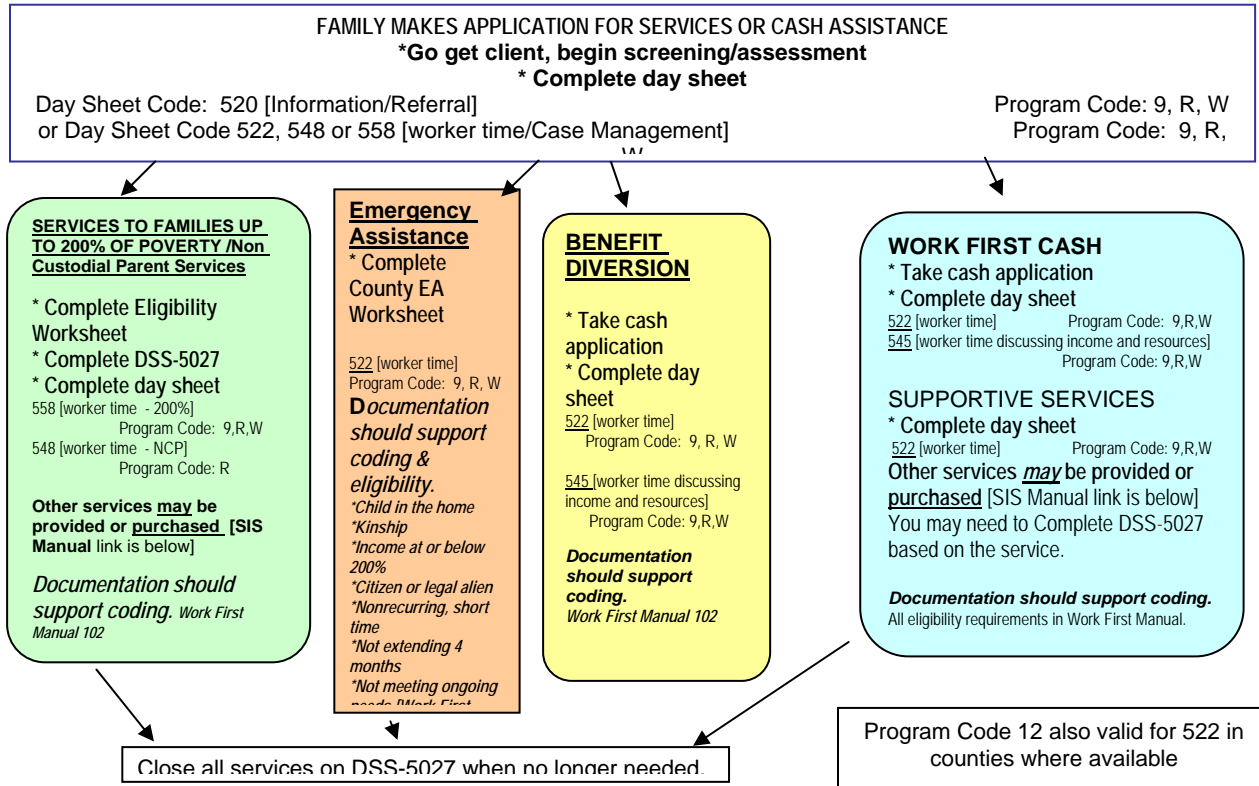 FAMILY MAKES APPLICATION FOR SERVICES OR CASH ASSISTANCE
*Go get client, begin screening/assessment
* Complete day sheet
Day Sheet Code: 520 [Information/Referral] Program Code: 9, R, W
or Day Sheet Code 522, 548 or 558 [worker time/Case Management] Program Code: 9, R,
W
SERVICES TO FAMILIES UP
TO 200% OF POVERTY /Non
Custodial Parent Services
* Complete Eligibility
Worksheet
* Complete DSS-5027
* Complete day sheet
558 [worker time - 200%]
Program Code: 9,R,W
548 [worker time - NCP]
Program Code: R
Other services may be
provided or purchased [SIS
Manual link is below]
Documentation should
support coding. Work First
Manual 102
Emergency
Assistance
* Complete
County EA
Worksheet
522 [worker time]
Program Code: 9, R, W
Documentation
should support
coding &
eligibility.
*Child in the home
*Kinship
*Income at or below
200%
*Citizen or legal alien
*Nonrecurring, short
time
*Not extending 4
months
*Not meeting ongoing
needs [Work First
BENEFIT
DIVERSION
* Take cash
application
* Complete day
sheet
522 [worker time]
Program Code: 9, R, W
545 [worker time discussing
income and resources]
Program Code: 9,R,W
Documentation
should support
coding.
Work First Manual 102
WORK FIRST CASH
* Take cash application
* Complete day sheet
522 [worker time] Program Code: 9,R,W
545 [worker time discussing income and resources]
Program Code: 9,R,W
SUPPORTIVE SERVICES
* Complete day sheet
522 [worker time] Program Code: 9,R,W
Other services may be provided or
purchased [SIS Manual link is below]
You may need to Complete DSS-5027
based on the service.
Documentation should support coding.
All eligibility requirements in Work First Manual.
Close all services on DSS-5027 when no longer needed.
Program Code 12 also valid for 522 in
counties where available